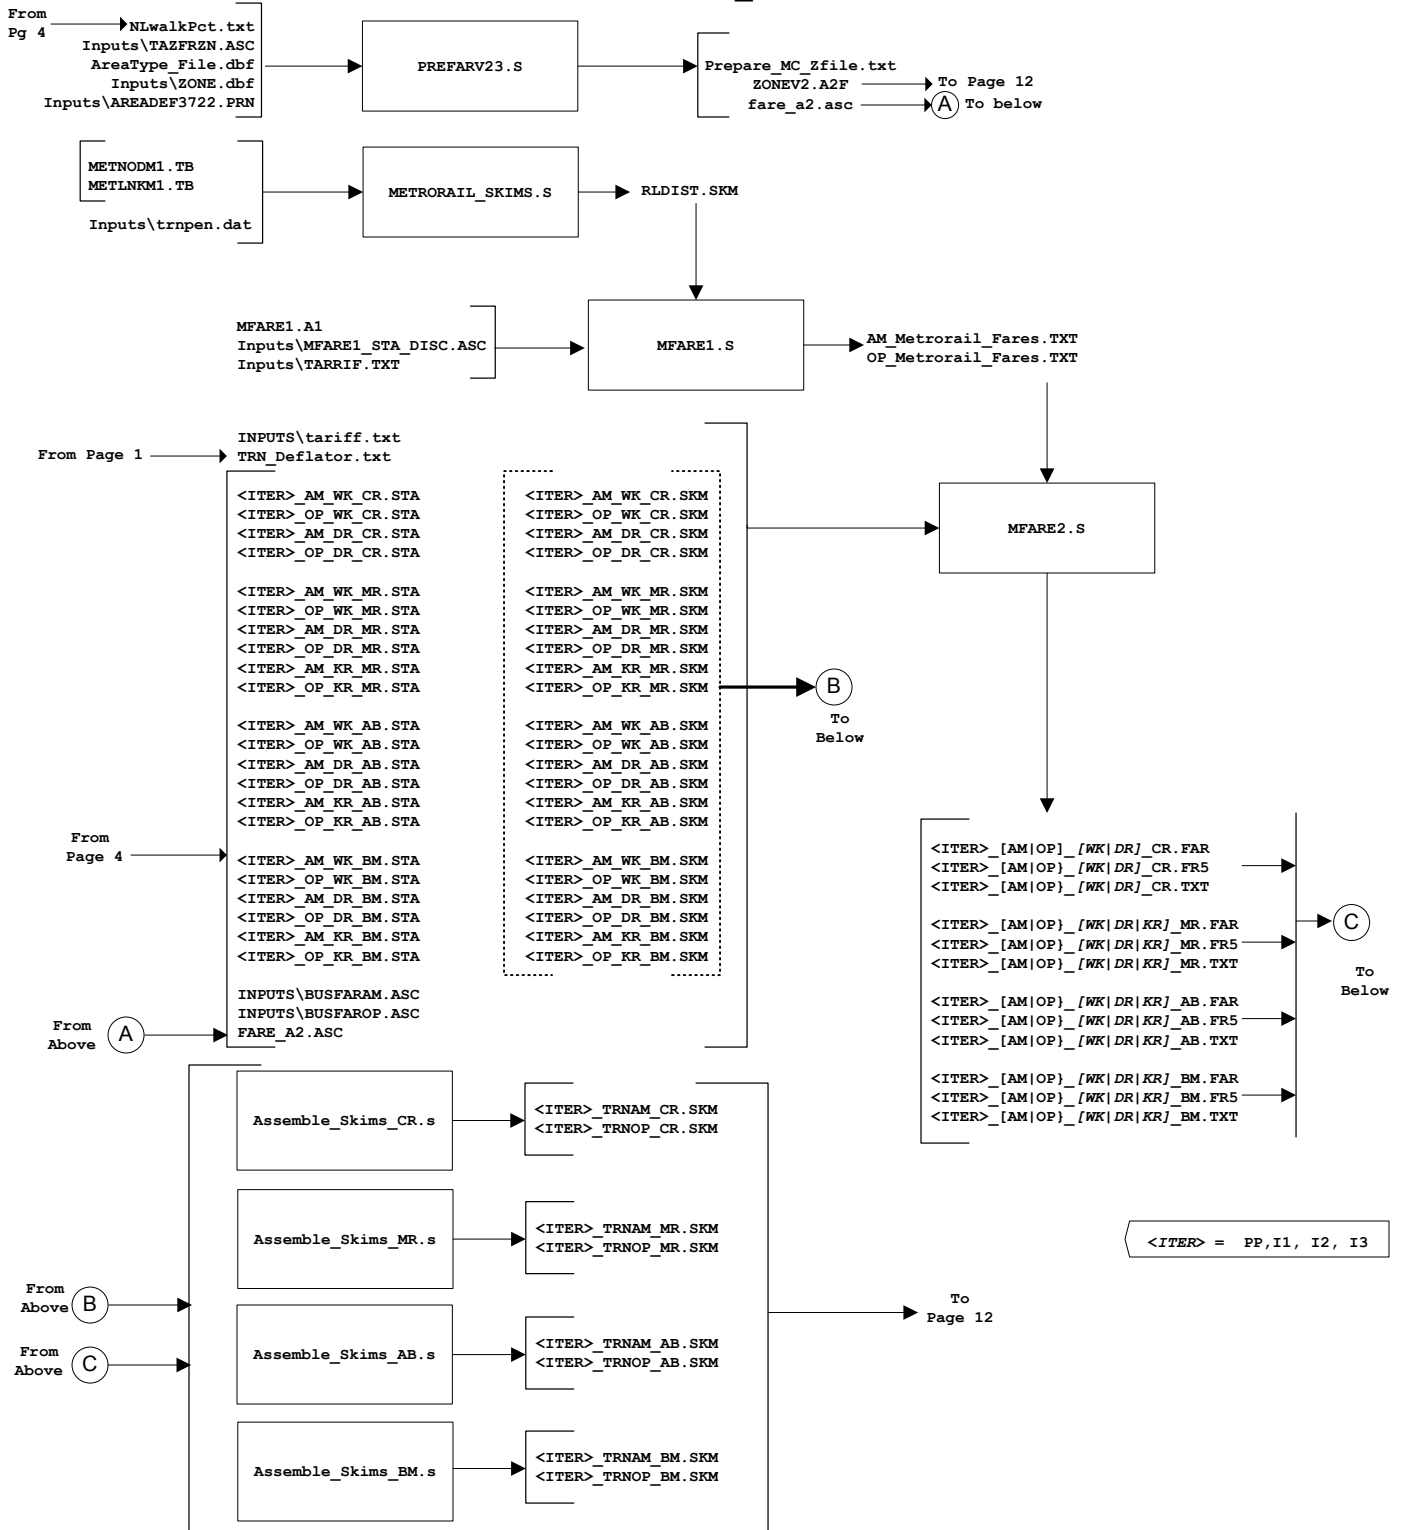 From
Pg 4
NLwalkPct.txt
Inputs\TAZFRZN.ASC
AreaType_File.dbf
Inputs\ZONE.dbf
Inputs\AREADEF3722.PRN
PREFARV23.S
Prepare_MC_Zfile.txt
ZONEV2.A2F
To Page 12
fare_a2.asc
A To below
METNODM1.TB
METLNKM1.TB
Inputs\trnpen.dat
METRORAIL_SKIMS.S
RLDIST.SKM
MFARE1.A1
Inputs\MFARE1_STA_DISC.ASC
Inputs\TARRIF.TXT
MFARE1.S
AM_Metrorail_Fares.TXT
OP_Metrorail_Fares.TXT
From Page 1
INPUTS\tariff.txt
TRN_Deflator.txt
<ITER>_AM_WK_CR.STA
<ITER>_OP_WK_CR.STA
<ITER>_AM_DR_CR.STA
<ITER>_OP_DR_CR.STA
<ITER>_AM_WK_MR.STA
<ITER>_OP_WK_MR.STA
<ITER>_AM_DR_MR.STA
<ITER>_OP_DR_MR.STA
<ITER>_AM_KR_MR.STA
<ITER>_OP_KR_MR.STA
<ITER>_AM_WK_AB.STA
<ITER>_OP_WK_AB.STA
<ITER>_AM_DR_AB.STA
<ITER>_OP_DR_AB.STA
<ITER>_AM_KR_AB.STA
<ITER>_OP_KR_AB.STA
From
Page 4
<ITER>_AM_WK_BM.STA
<ITER>_OP_WK_BM.STA
<ITER>_AM_DR_BM.STA
<ITER>_OP_DR_BM.STA
<ITER>_AM_KR_BM.STA
<ITER>_OP_KR_BM.STA
INPUTS\BUSFARAM.ASC
INPUTS\BUSFAROP.ASC
FARE_A2.ASC
From
Above
A
<ITER>_AM_WK_CR.SKM
<ITER>_OP_WK_CR.SKM
<ITER>_AM_DR_CR.SKM
<ITER>_OP_DR_CR.SKM
<ITER>_AM_WK_MR.SKM
<ITER>_OP_WK_MR.SKM
<ITER>_AM_DR_MR.SKM
<ITER>_OP_DR_MR.SKM
<ITER>_AM_KR_MR.SKM
<ITER>_OP_KR_MR.SKM
<ITER>_AM_WK_AB.SKM
<ITER>_OP_WK_AB.SKM
<ITER>_AM_DR_AB.SKM
<ITER>_OP_DR_AB.SKM
<ITER>_AM_KR_AB.SKM
<ITER>_OP_KR_AB.SKM
<ITER>_AM_WK_BM.SKM
<ITER>_OP_WK_BM.SKM
<ITER>_AM_DR_BM.SKM
<ITER>_OP_DR_BM.SKM
<ITER>_AM_KR_BM.SKM
<ITER>_OP_KR_BM.SKM
B
To
Below
MFARE2.S
<ITER>_[AM|OP]_[WK|DR]_CR.FAR
<ITER>_[AM|OP}_[WK|DR]_CR.FR5
<ITER>_[AM|OP}_[WK|DR]_CR.TXT
<ITER>_[AM|OP}_[WK|DR|KR]_MR.FAR
<ITER>_[AM|OP}_[WK|DR|KR]_MR.FR5
<ITER>_[AM|OP}_[WK|DR|KR]_MR.TXT
<ITER>_[AM|OP}_[WK|DR|KR]_AB.FAR
<ITER>_[AM|OP}_[WK|DR|KR]_AB.FR5
<ITER>_[AM|OP}_[WK|DR|KR]_AB.TXT
<ITER>_[AM|OP}_[WK|DR|KR]_BM.FAR
<ITER>_[AM|OP}_[WK|DR|KR]_BM.FR5
<ITER>_[AM|OP}_[WK|DR|KR]_BM.TXT
C
To
Below
Assemble_Skims_CR.s
<ITER>_TRNAM_CR.SKM
<ITER>_TRNOP_CR.SKM
Assemble_Skims_MR.s
<ITER>_TRNAM_MR.SKM
<ITER>_TRNOP_MR.SKM
<ITER> = PP,I1, I2, I3
From
Above
B
From
Above
C
Assemble_Skims_AB.s
<ITER>_TRNAM_AB.SKM
<ITER>_TRNOP_AB.SKM
To
Page 12
Assemble_Skims_BM.s
<ITER>_TRNAM_BM.SKM
<ITER>_TRNOP_BM.SKM